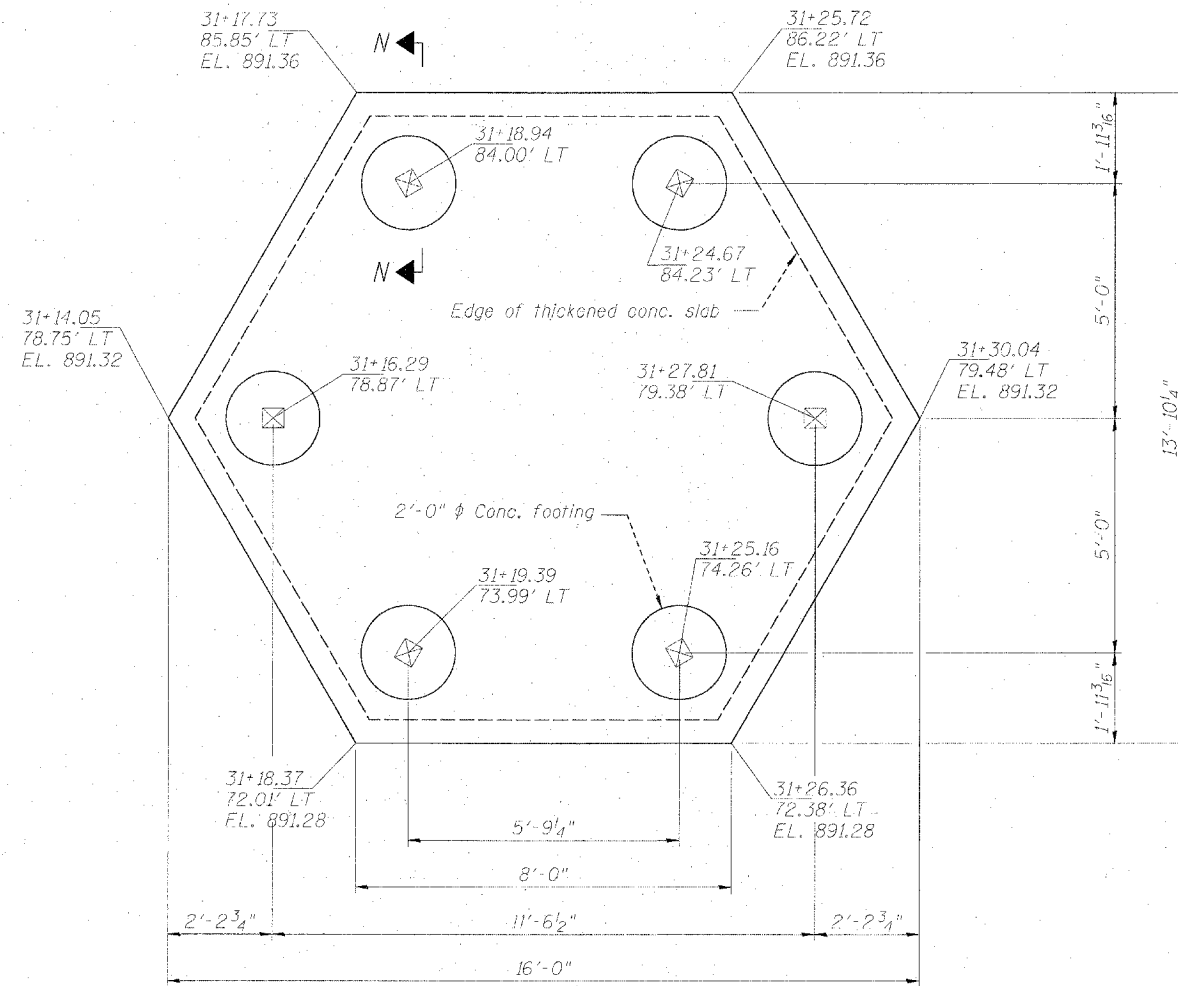 31+17.73
85.85' LT
EL. 891.36
N
31+25.72
86.22' LT
EL. 891.36
1'-11 3/16"
31+18.94
84.00' LT
31+24.67
84.23' LT
N
5'-0"
Edge of thickened conc. slab
31+14.05
78.75' LT
EL. 891.32
31+16.29
78.87' LT
31+27.81
79.38' LT
31+30.04
79.48' LT
EL. 891.32
13'-10 1/4"
2'-0" ϕ Conc. footing
5'-0"
31+19.39
73.99' LT
31+25.16
74.26' LT
1'-11 3/16"
31+18.37
72.01' LT
EL. 891.28
31+26.36
72.38' LT
EL. 891.28
5'-9 1/4"
8'-0"
2'-2 3/4"
11'-6 1/2"
2'-2 3/4"
16'-0"